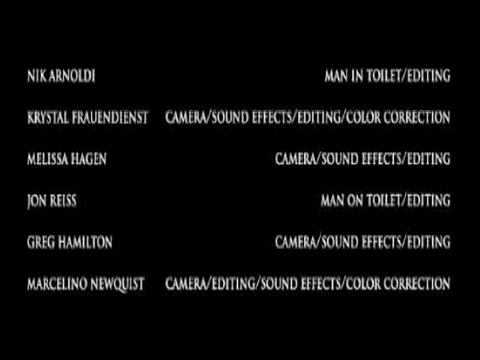 NIK ARNOLDI MAN IN TOILET/EDITING
KRYSTAL FRAUENDIENST CAMERA/SOUND EFFECTS/EDITING/COLOR CORRECTION
MELISSA HAGEN CAMERA/SOUND EFFECTS/EDITING
JON REISS MAN ON TOILET/EDITING
GREG HAMILTON CAMERA/SOUND EFFECTS/EDITING
MARCELINO NEWQUIST CAMERA/EDITING/SOUND EFFECTS/COLOR CORRECTION